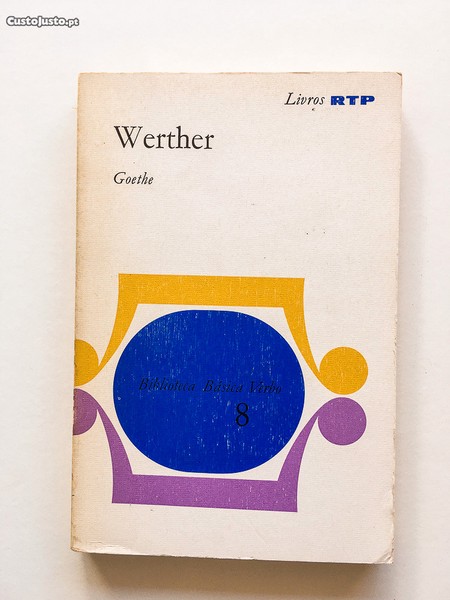 CustoJusto.pt
Livros RTP
Werther
Goethe
Biblioteca Básica Verbo
8